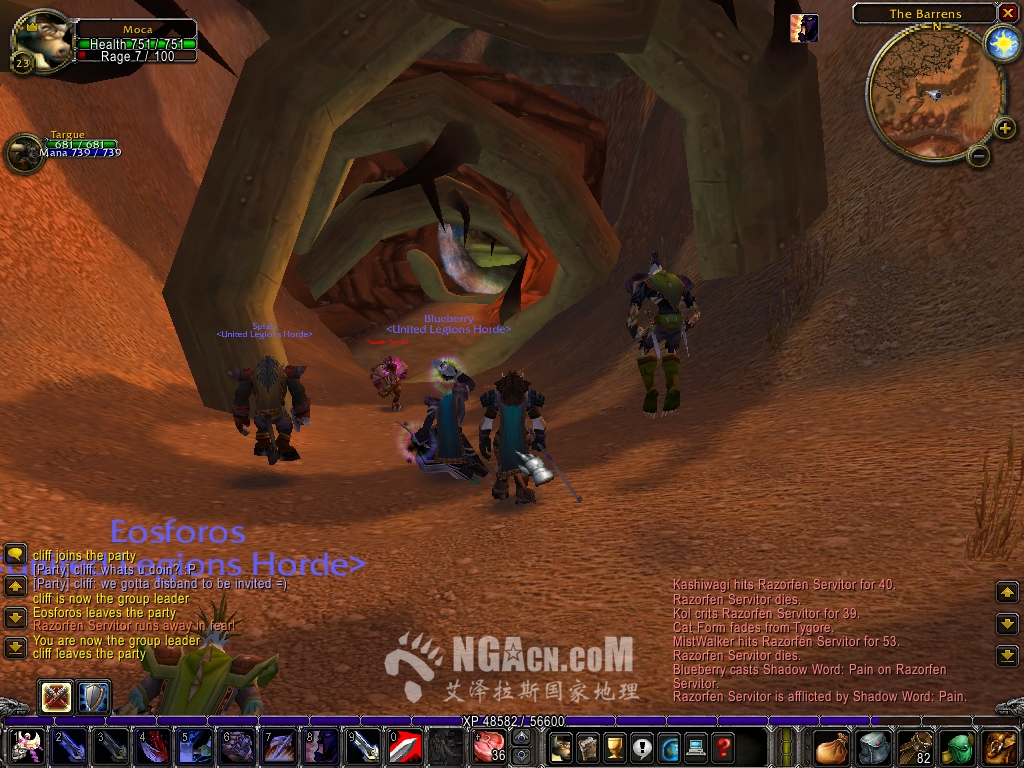 Moca
Health 751 / 751
Rage 7 / 100
23
The Barrens
N
Targue
681 / 681
Mana 739 / 739
<United Legions Horde>
Blueberry
<United Legions Horde>
Eosforos
United Legions Horde>
cliff joins the party
[Party] cliff: whats u doin? :P
[Party] cliff: we gotta disband to be invited =)
cliff is now the group leader
Eosforos leaves the party
Razorfen Servitor runs away in fear!
You are now the group leader
cliff leaves the party
Kashiwagi hits Razorfen Servitor for 40.
Razorfen Servitor dies.
Kol crits Razorfen Servitor for 39.
Cat Form fades from Tygore.
MistWalker hits Razorfen Servitor for 53.
Razorfen Servitor dies.
Blueberry casts Shadow Word: Pain on Razorfen
Servitor.
Razorfen Servitor is afflicted by Shadow Word: Pain.
NGACN.COM
艾泽拉斯国家地理
XP 48582 / 56600
1 2 3 4 5 6 7 8 9 0
36
82